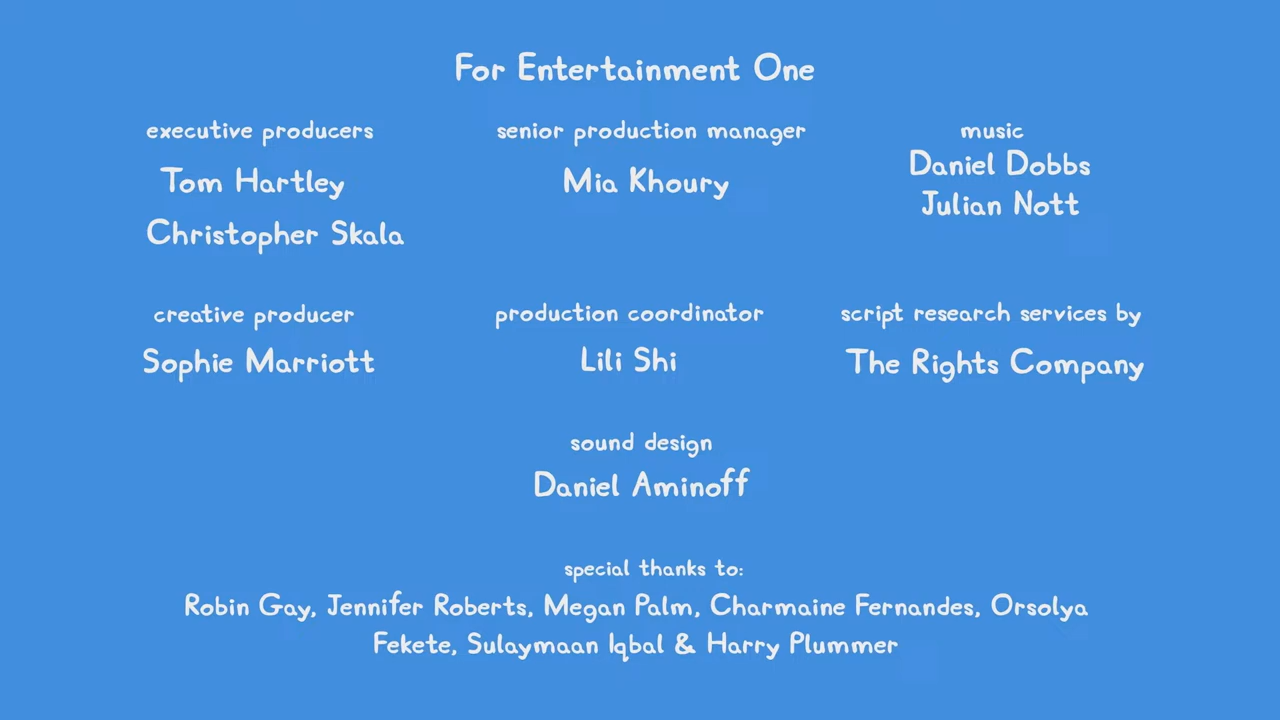 For Entertainment One
executive producers
Tom Hartley
Christopher Skala
senior production manager
Mia Khoury
music
Daniel Dobbs
Julian Nott
creative producer
Sophie Marriott
production coordinator
Lili Shi
script research services by
The Rights Company
sound design
Daniel Aminoff
special thanks to:
Robin Gay, Jennifer Roberts, Megan Palm, Charmaine Fernandes, Orsolya
Fekete, Sulaymaan Iqbal & Harry Plummer